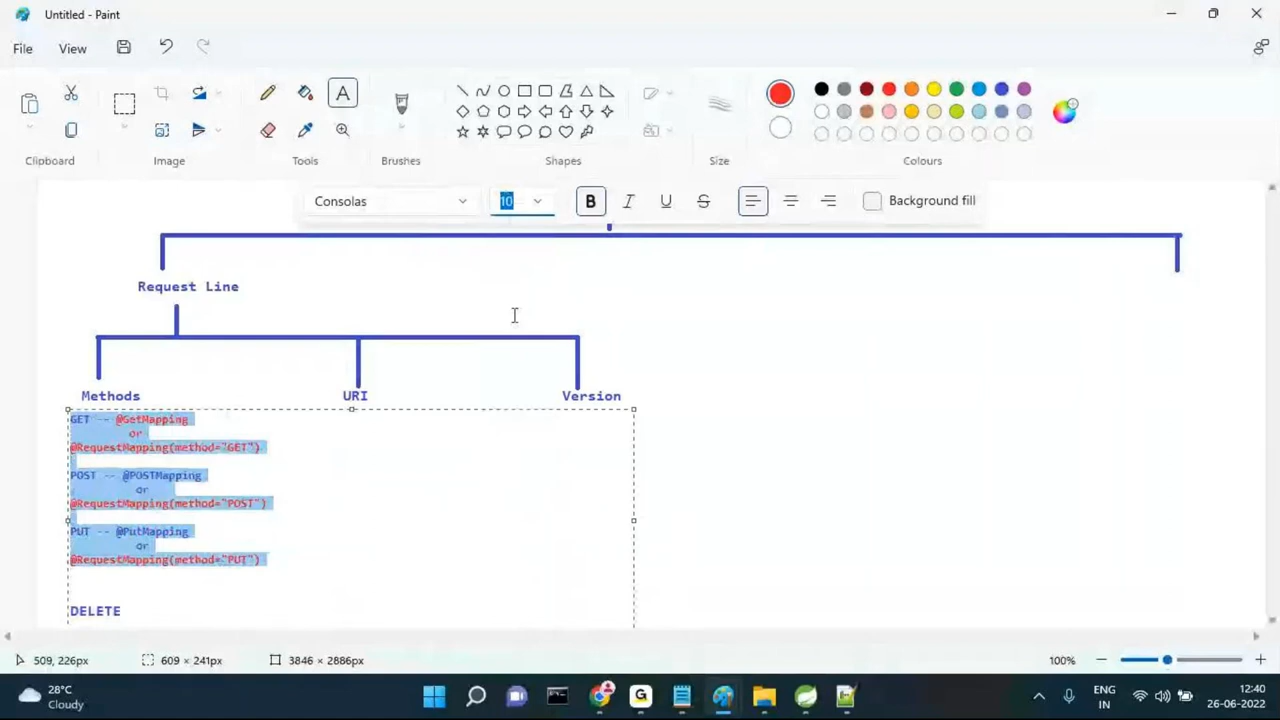 Untitled - Paint
File
View
Clipboard
Image
Tools
Brushes
Shapes
Size
Colours
Consolas
10
B
I
U
S
Background fill
Request Line
Methods
URI
Version
GET -- @GetMapping
or
@RequestMapping(method="GET")
POST -- @POSTMapping
or
@RequestMapping(method="POST")
PUT -- @PutMapping
or
@RequestMapping(method="PUT")
DELETE
509, 226px
609 × 241px
3846 × 2886px
100%
28°C
Cloudy
ENG
IN
12:40
26-06-2022